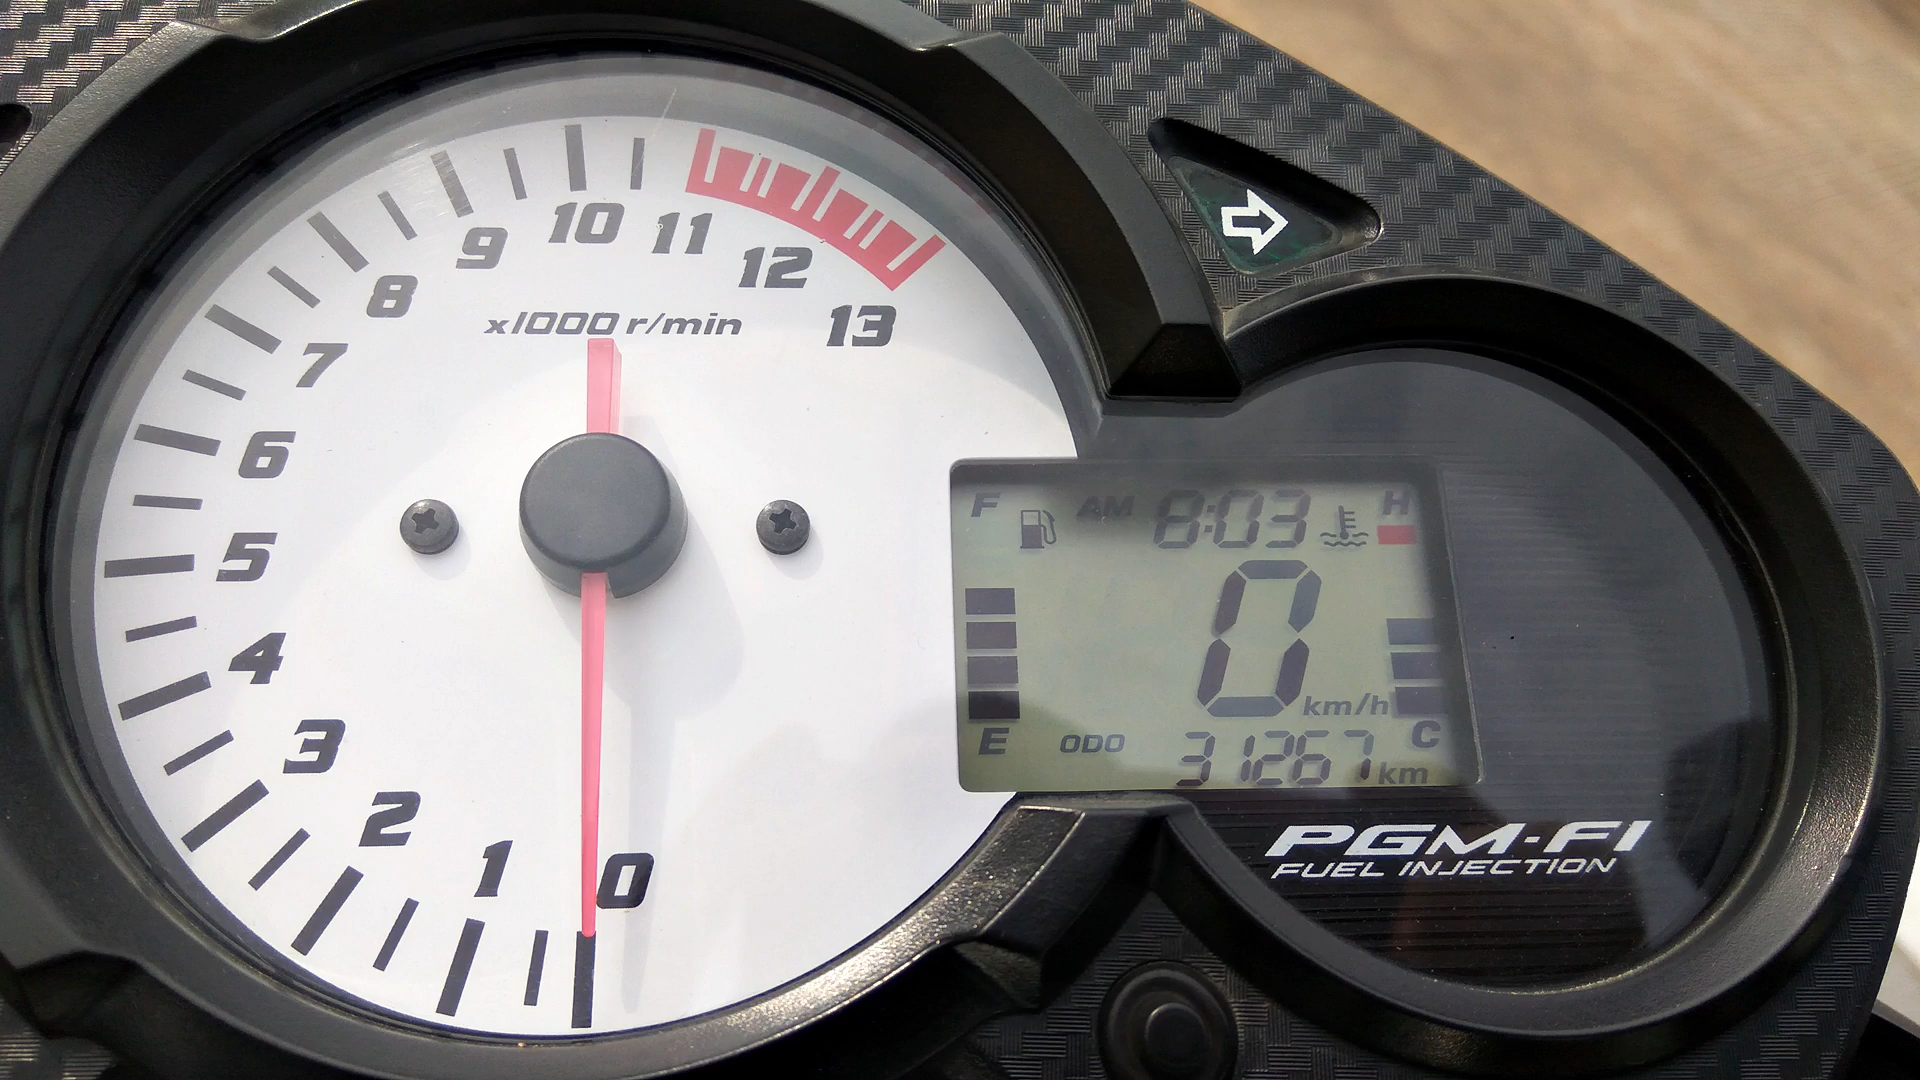 0
1
2
3
4
5
6
7
8
9
10
11
12
13
x1000 r/min
F AM 8:03 H
0 km/h
E C
ODO 31267 km
PGM-FI
FUEL INJECTION